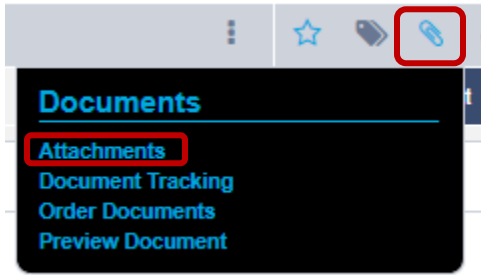 Documents
t
Attachments
Document Tracking
Order Documents
Preview Document